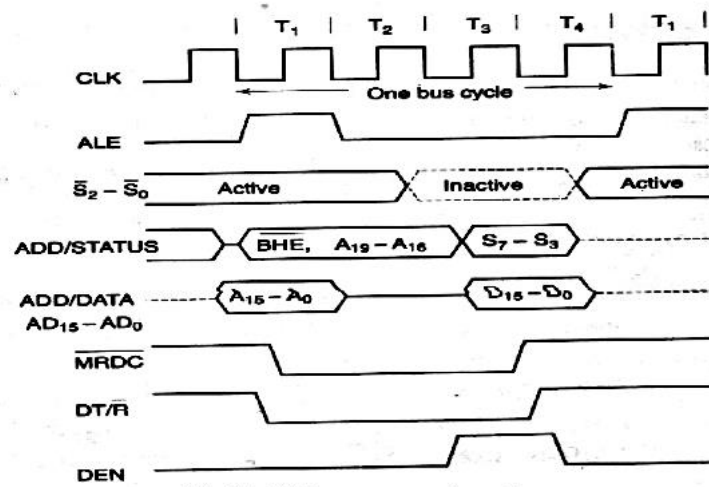 T₁ T₂ T₃ T₄ T₁
CLK
One bus cycle
ALE
S̅₂ – S̅₀ Active Inactive Active
ADD/STATUS B̅H̅E̅, A₁₉ – A₁₆ S₇ – S₃
ADD/DATA A₁₅ – A₀ D₁₅ – D₀
AD₁₅ – AD₀
M̅R̅D̅C̅
DT/R̅
DEN